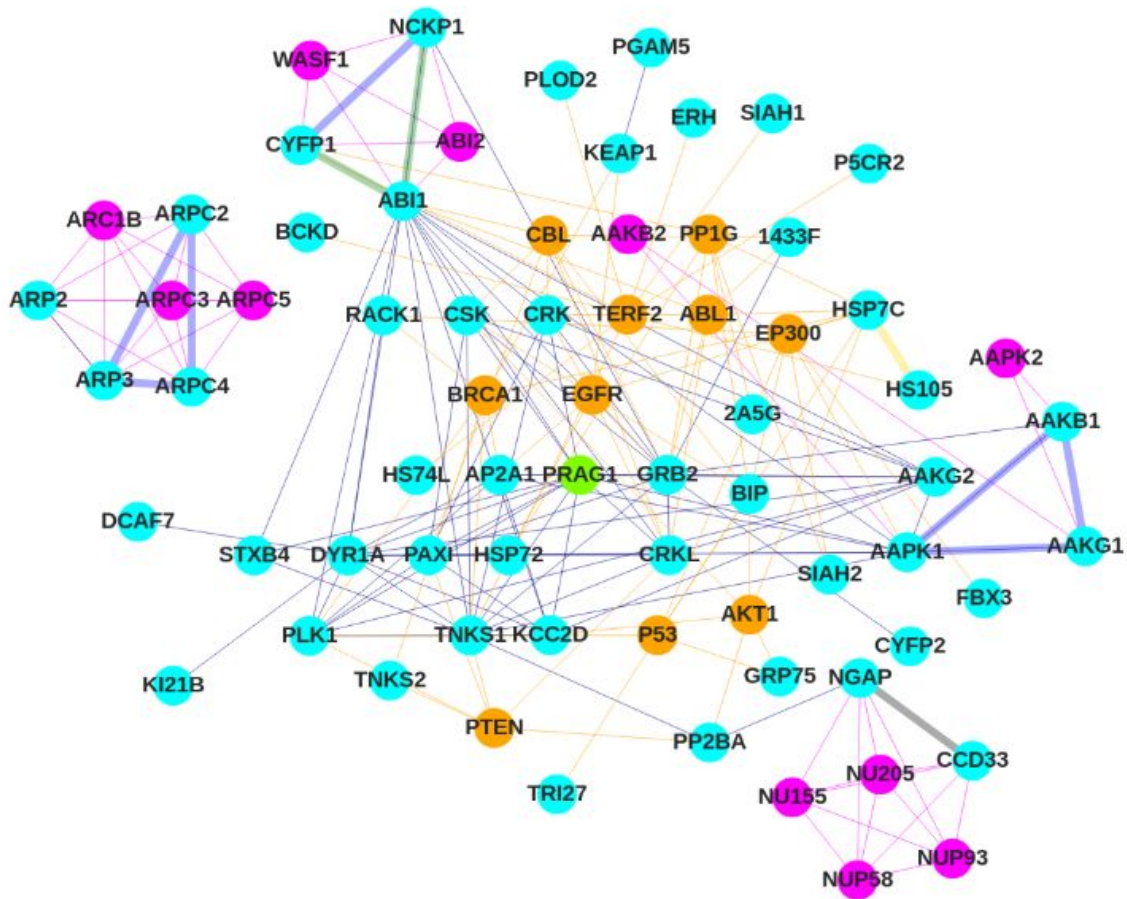 NCKP1
PGAM5
WASF1
PLOD2
ERH
SIAH1
CYFP1
ABI2
KEAP1
P5CR2
ABI1
ARC1B
ARPC2
BCKD
CBL
AAKB2
PP1G
1433F
ARP2
ARPC3
ARPC5
RACK1
CSK
CRK
TERF2
ABL1
EP300
HSP7C
AAPK2
ARP3
ARPC4
BRCA1
EGFR
2A5G
HS105
AAKB1
HS74L
AP2A1
PRAG1
GRB2
BIP
AAKG2
DCAF7
STXB4
DYR1A
PAXI
HSP72
CRKL
SIAH2
AAPK1
AAKG1
FBX3
PLK1
TNKS1
KCC2D
P53
AKT1
CYFP2
KI21B
TNKS2
GRP75
NGAP
PTEN
PP2BA
CCD33
TRI27
NU205
NU155
NUP93
NUP58